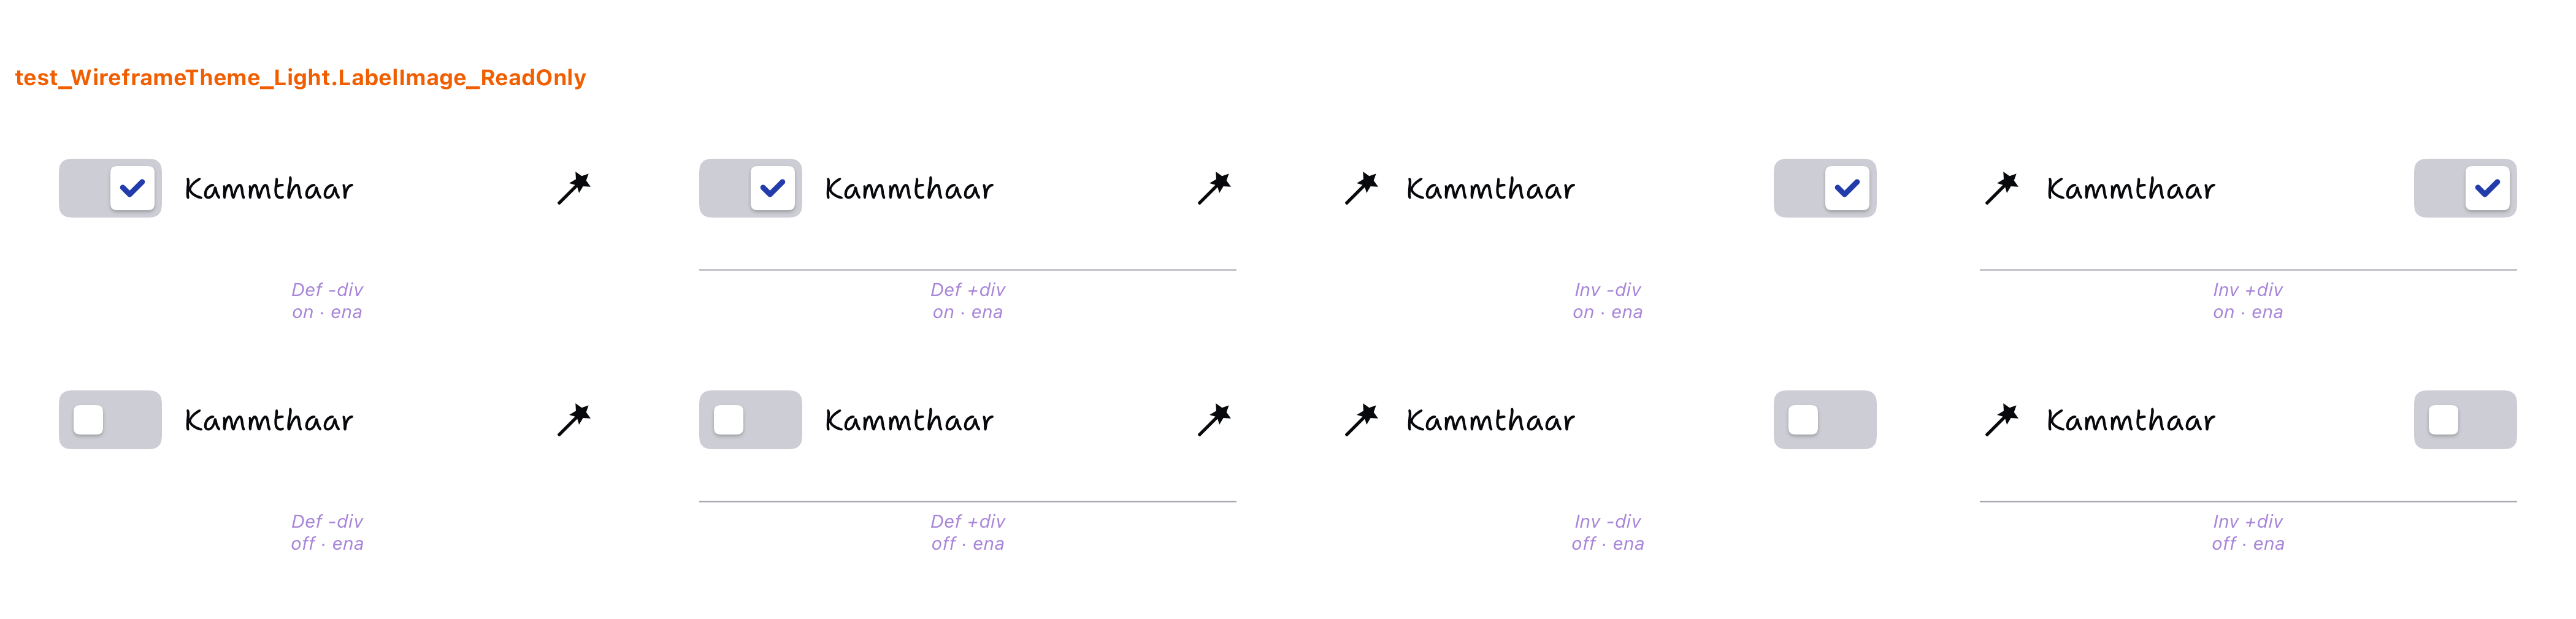 test_WireframeTheme_Light.LabelImage_ReadOnly
Kammthaar
Kammthaar
Kammthaar
Kammthaar
Def -div
on · ena
Def +div
on · ena
Inv -div
on · ena
Inv +div
on · ena
Kammthaar
Kammthaar
Kammthaar
Kammthaar
Def -div
off · ena
Def +div
off · ena
Inv -div
off · ena
Inv +div
off · ena